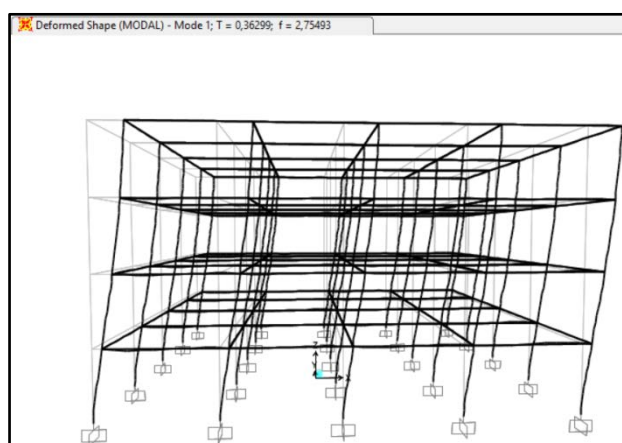 Deformed Shape (MODAL) - Mode 1; T = 0,36299; f = 2,75493
Z
Y
X